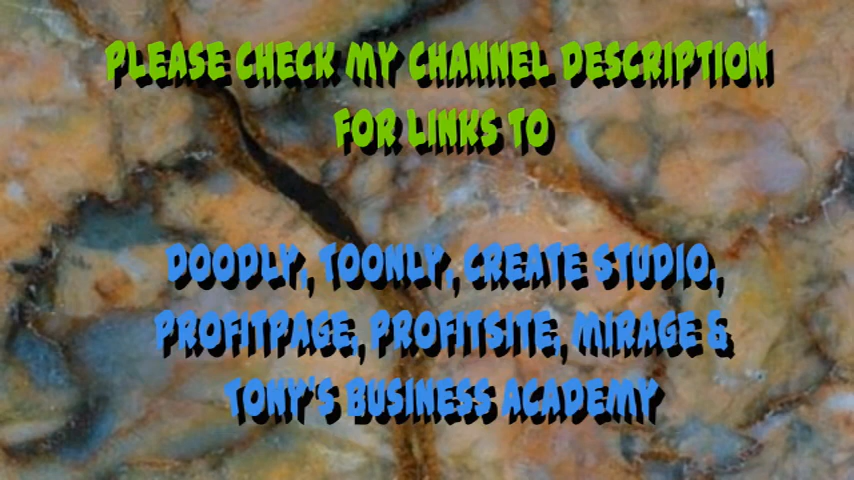 PLEASE CHECK MY CHANNEL DESCRIPTION
FOR LINKS TO
DOODLY, TOONLY, CREATE STUDIO,
PROFITPAGE, PROFITSITE, MIRAGE &
TONY'S BUSINESS ACADEMY